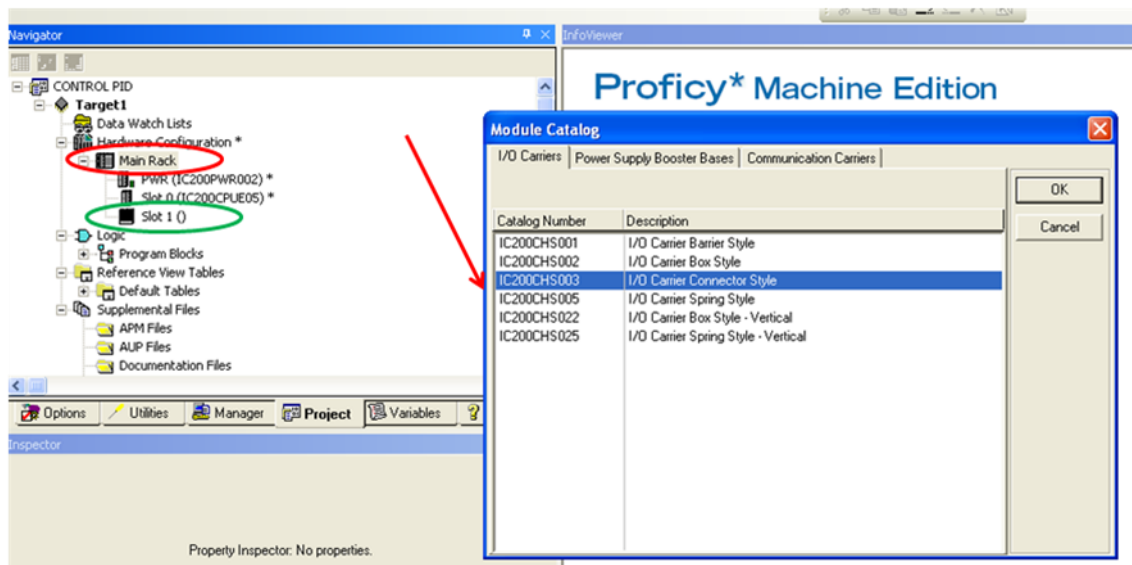 Navigator
InfoViewer
CONTROL PID
Target1
Data Watch Lists
Hardware Configuration *
Main Rack
PWR (IC200PWR002) *
Slot 0 (IC200CPUE05) *
Slot 1 ()
Logic
Program Blocks
Reference View Tables
Default Tables
Supplemental Files
APM Files
AUP Files
Documentation Files
Options Utilities Manager Project Variables
Inspector
Property Inspector: No properties.
Proficy* Machine Edition
Module Catalog
I/O Carriers Power Supply Booster Bases Communication Carriers
OK
Cancel
Catalog Number Description
IC200CHS001 I/O Carrier Barrier Style
IC200CHS002 I/O Carrier Box Style
IC200CHS003 I/O Carrier Connector Style
IC200CHS005 I/O Carrier Spring Style
IC200CHS022 I/O Carrier Box Style - Vertical
IC200CHS025 I/O Carrier Spring Style - Vertical